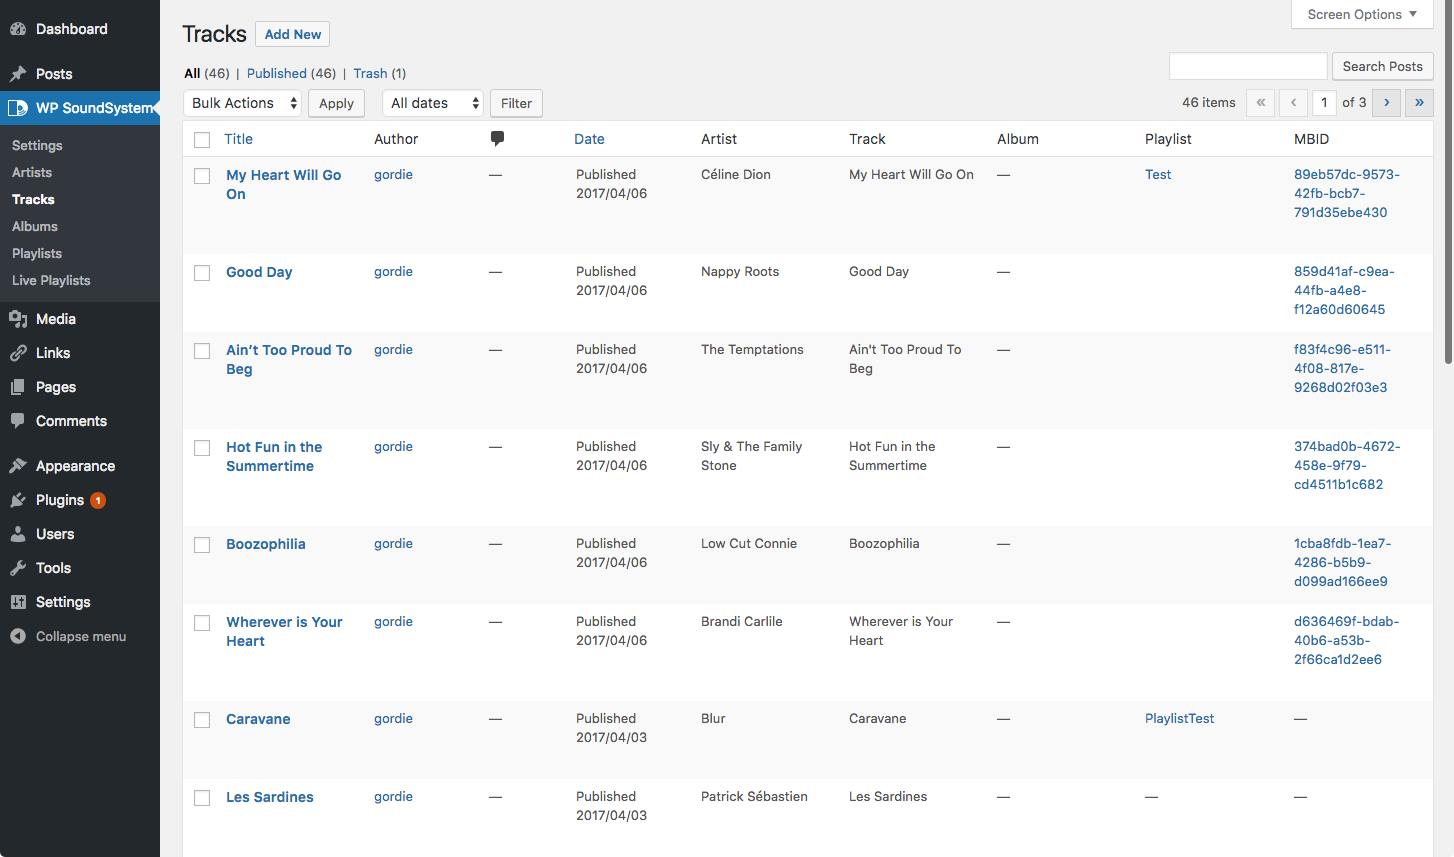 Dashboard
Posts
WP SoundSystem
Settings
Artists
Tracks
Albums
Playlists
Live Playlists
Media
Links
Pages
Comments
Appearance
Plugins 1
Users
Tools
Settings
Collapse menu
Screen Options
Tracks Add New
All (46) | Published (46) | Trash (1)
Search Posts
Bulk Actions Apply All dates Filter 46 items « ‹ 1 of 3 › »
Title Author Date Artist Track Album Playlist MBID
My Heart Will Go gordie — Published Céline Dion My Heart Will Go On — Test 89eb57dc-9573-
On 2017/04/06 42fb-bcb7-
791d35ebe430
Good Day gordie — Published Nappy Roots Good Day — 859d41af-c9ea-
2017/04/06 44fb-a4e8-
f12a60d60645
Ain’t Too Proud To gordie — Published The Temptations Ain't Too Proud To — f83f4c96-e511-
Beg 2017/04/06 Beg 4f08-817e-
9268d02f03e3
Hot Fun in the gordie — Published Sly & The Family Hot Fun in the — 374bad0b-4672-
Summertime 2017/04/06 Stone Summertime 458e-9f79-
cd4511b1c682
Boozophilia gordie — Published Low Cut Connie Boozophilia — 1cba8fdb-1ea7-
2017/04/06 4286-b5b9-
d099ad166ee9
Wherever is Your gordie — Published Brandi Carlile Wherever is Your — d636469f-bdab-
Heart 2017/04/06 Heart 40b6-a53b-
2f66ca1d2ee6
Caravane gordie — Published Blur Caravane — PlaylistTest —
2017/04/03
Les Sardines gordie — Published Patrick Sébastien Les Sardines — — —
2017/04/03